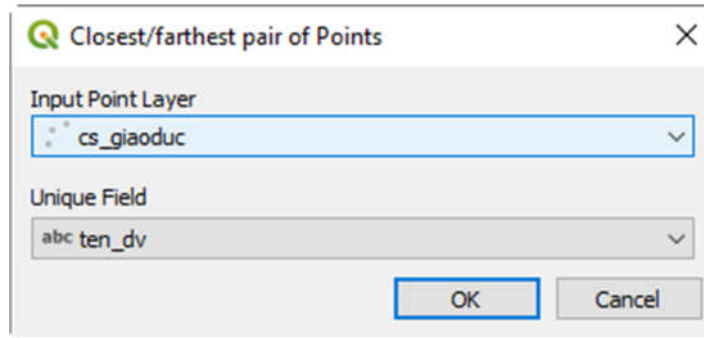 Closest/farthest pair of Points
Input Point Layer
cs_giaoduc
Unique Field
abc ten_dv
OK Cancel